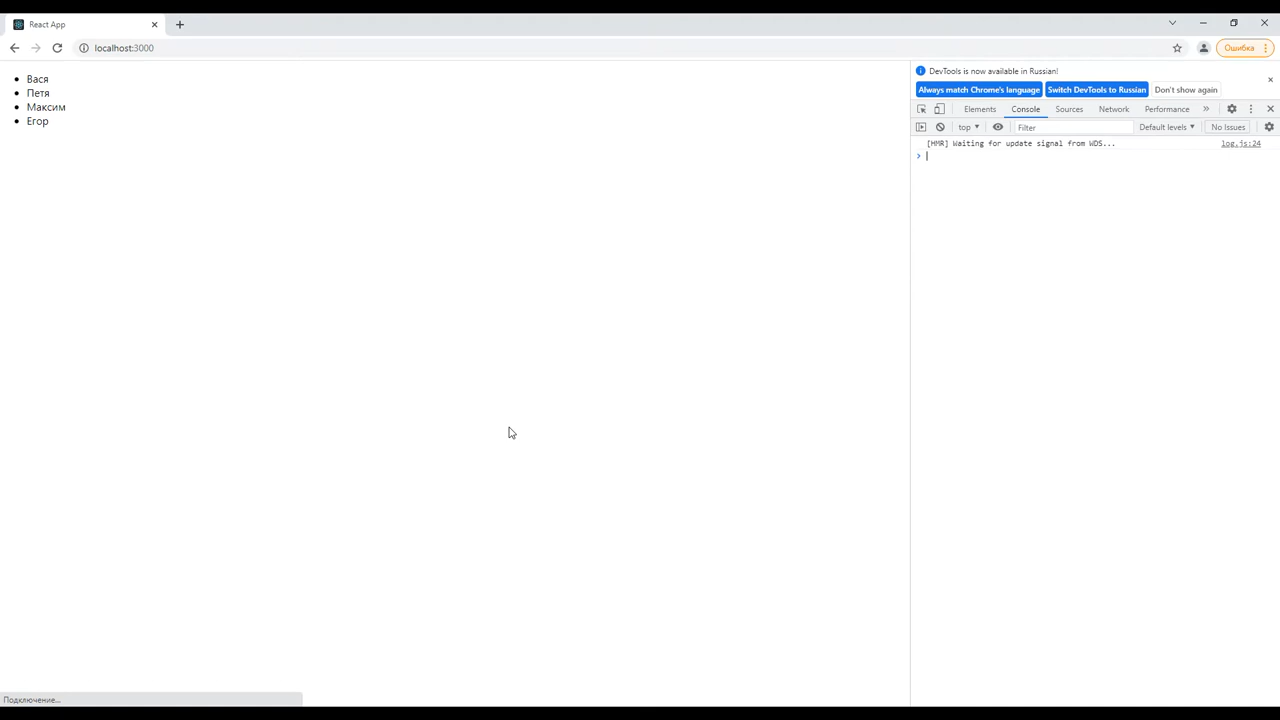 React App
localhost:3000
Ошибка
Вася
Петя
Максим
Егор
DevTools is now available in Russian!
Always match Chrome's language Switch DevTools to Russian Don't show again
Elements Console Sources Network Performance »
top Filter Default levels No Issues
[HMR] Waiting for update signal from WDS... log.js:24
Подключение...